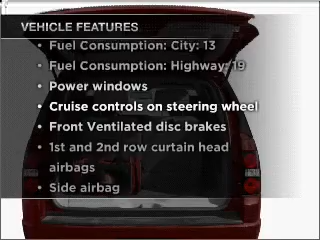 VEHICLE FEATURES
• Fuel Consumption: City: 13
• Fuel Consumption: Highway: 19
• Power windows
• Cruise controls on steering wheel
• Front Ventilated disc brakes
• 1st and 2nd row curtain head
airbags
• Side airbag